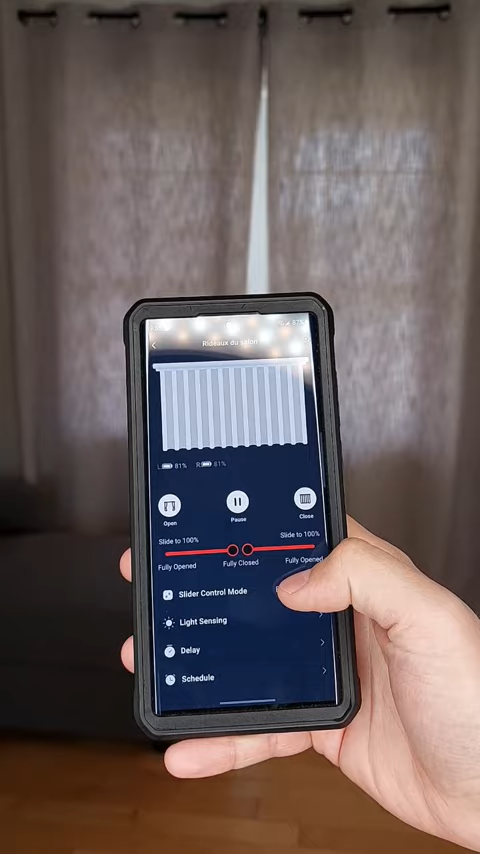 Rideaux du salon
L 81% R 81%
Open
Pause
Close
Slide to 100%
Slide to 100%
Fully Opened
Fully Closed
Fully Opened
Slider Control Mode
Light Sensing
Delay
Schedule